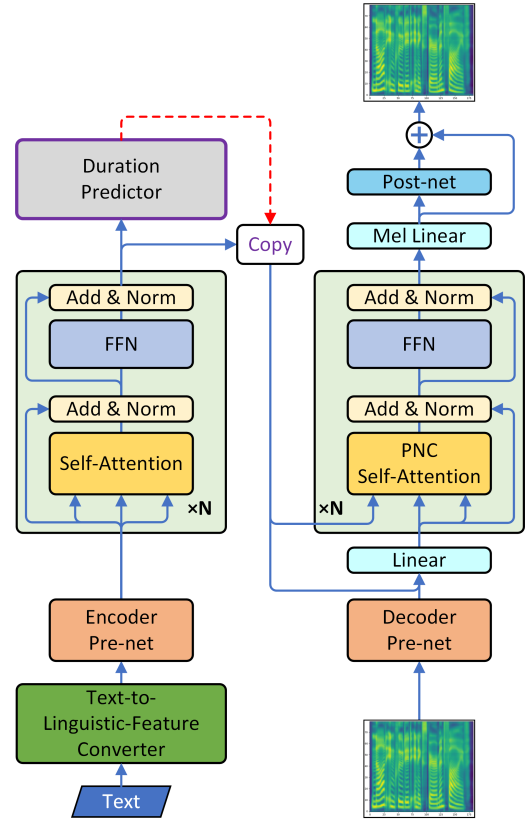 Duration
Predictor
Copy
Add & Norm
FFN
Add & Norm
Self-Attention
×N
Encoder
Pre-net
Text-to-
Linguistic-Feature
Converter
Text
Post-net
Mel Linear
Add & Norm
FFN
Add & Norm
PNC
Self-Attention
×N
Linear
Decoder
Pre-net